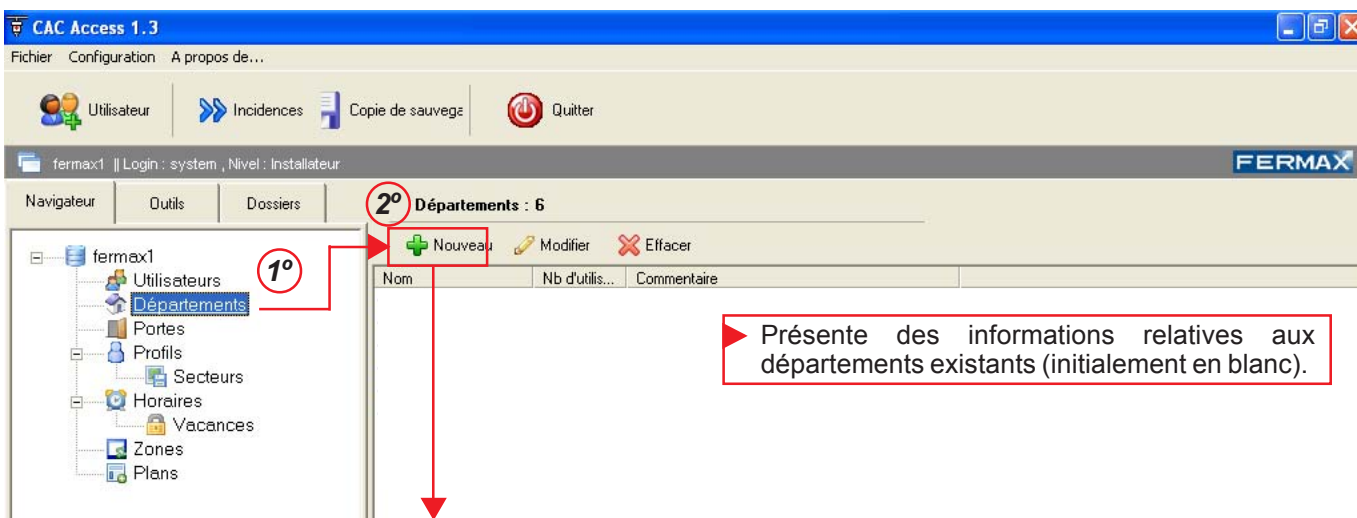 CAC Access 1.3
Fichier Configuration A propos de...
Utilisateur Incidences Copie de sauvega Quitter
fermax1 || Login : system , Nivel : Installateur
FERMAX
Navigateur Outils Dossiers
2º Départements : 6
Nouveau Modifier Effacer
Nom Nb d'utilis... Commentaire
fermax1
1º
Utilisateurs
Départements
Portes
Profils
Secteurs
Horaires
Vacances
Zones
Plans
Présente des informations relatives aux
départements existants (initialement en blanc).